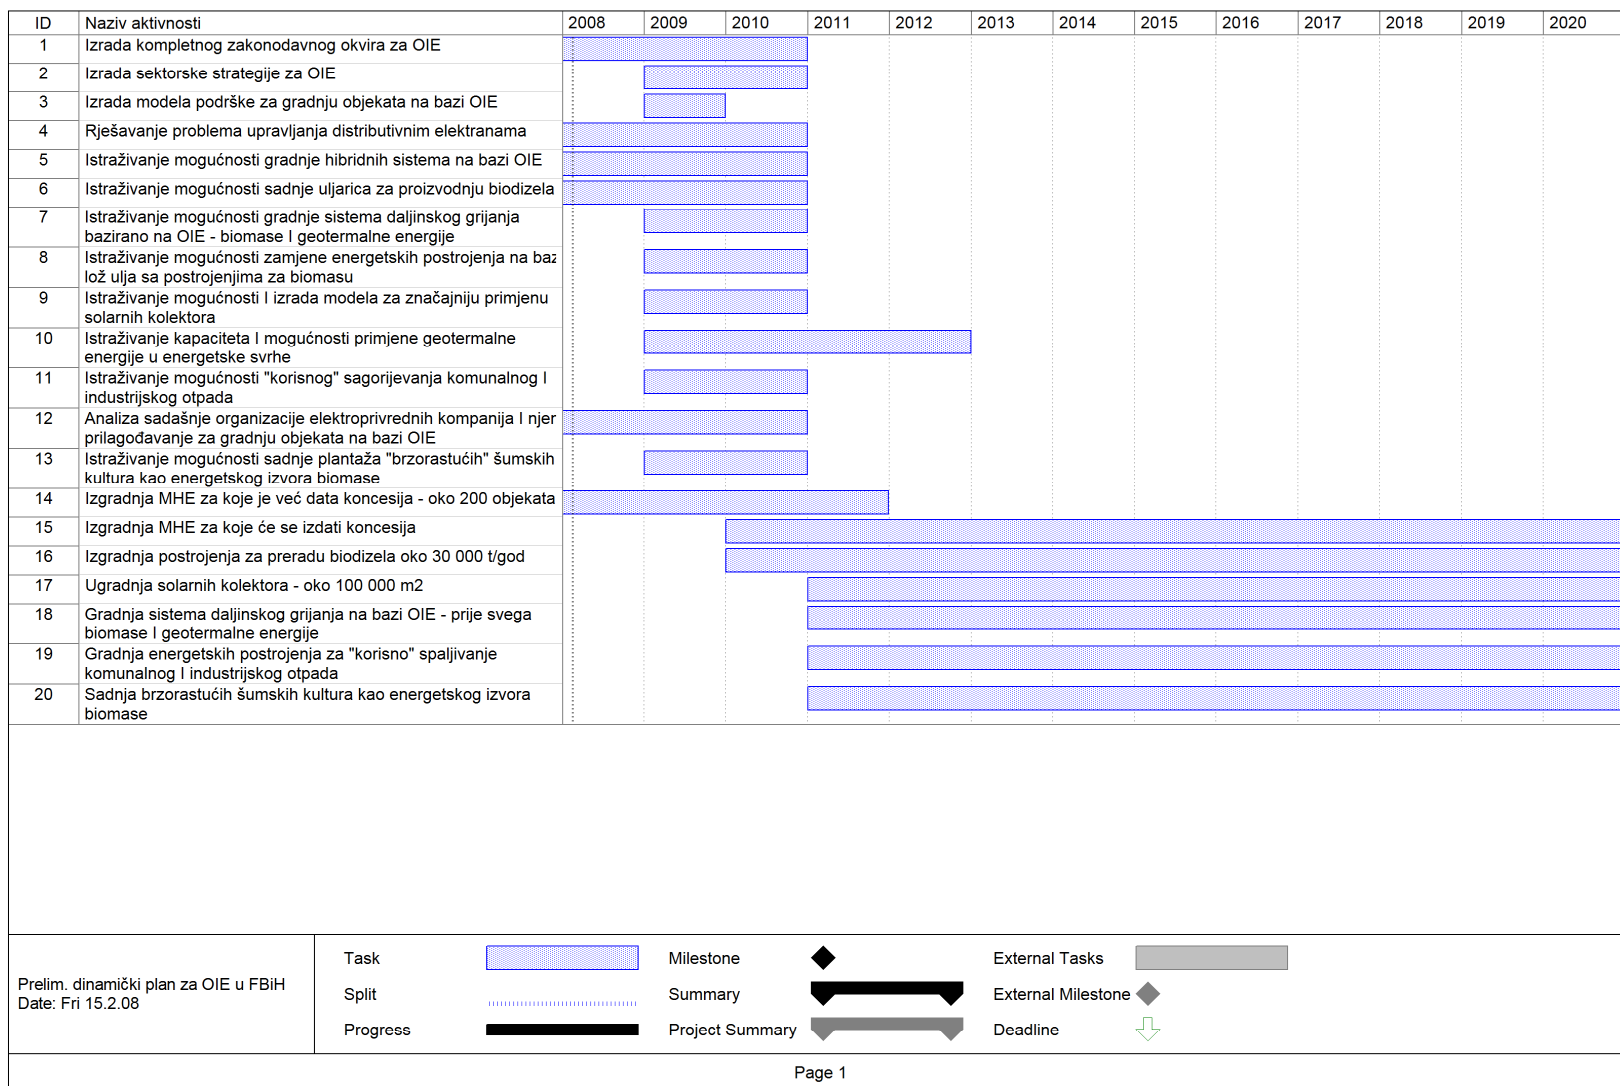 ID Naziv aktivnosti 2008 2009 2010 2011 2012 2013 2014 2015 2016 2017 2018 2019 2020
1 Izrada kompletnog zakonodavnog okvira za OIE
2 Izrada sektorske strategije za OIE
3 Izrada modela podrške za gradnju objekata na bazi OIE
4 Rješavanje problema upravljanja distributivnim elektranama
5 Istraživanje mogućnosti gradnje hibridnih sistema na bazi OIE
6 Istraživanje mogućnosti sadnje uljarica za proizvodnju biodizela
7 Istraživanje mogućnosti gradnje sistema daljinskog grijanja
bazirano na OIE - biomase I geotermalne energije
8 Istraživanje mogućnosti zamjene energetskih postrojenja na baz
lož ulja sa postrojenjima za biomasu
9 Istraživanje mogućnosti I izrada modela za značajniju primjenu
solarnih kolektora
10 Istraživanje kapaciteta I mogućnosti primjene geotermalne
energije u energetske svrhe
11 Istraživanje mogućnosti "korisnog" sagorijevanja komunalnog I
industrijskog otpada
12 Analiza sadašnje organizacije elektroprivrednih kompanija I njer
prilagođavanje za gradnju objekata na bazi OIE
13 Istraživanje mogućnosti sadnje plantaža "brzorastućih" šumskih
kultura kao energetskog izvora biomase
14 Izgradnja MHE za koje je već data koncesija - oko 200 objekata
15 Izgradnja MHE za koje će se izdati koncesija
16 Izgradnja postrojenja za preradu biodizela oko 30 000 t/god
17 Ugradnja solarnih kolektora - oko 100 000 m2
18 Gradnja sistema daljinskog grijanja na bazi OIE - prije svega
biomase I geotermalne energije
19 Gradnja energetskih postrojenja za "korisno" spaljivanje
komunalnog I industrijskog otpada
20 Sadnja brzorastućih šumskih kultura kao energetskog izvora
biomase
Prelim. dinamički plan za OIE u FBiH
Date: Fri 15.2.08
Task Milestone External Tasks
Split Summary External Milestone
Progress Project Summary Deadline
Page 1